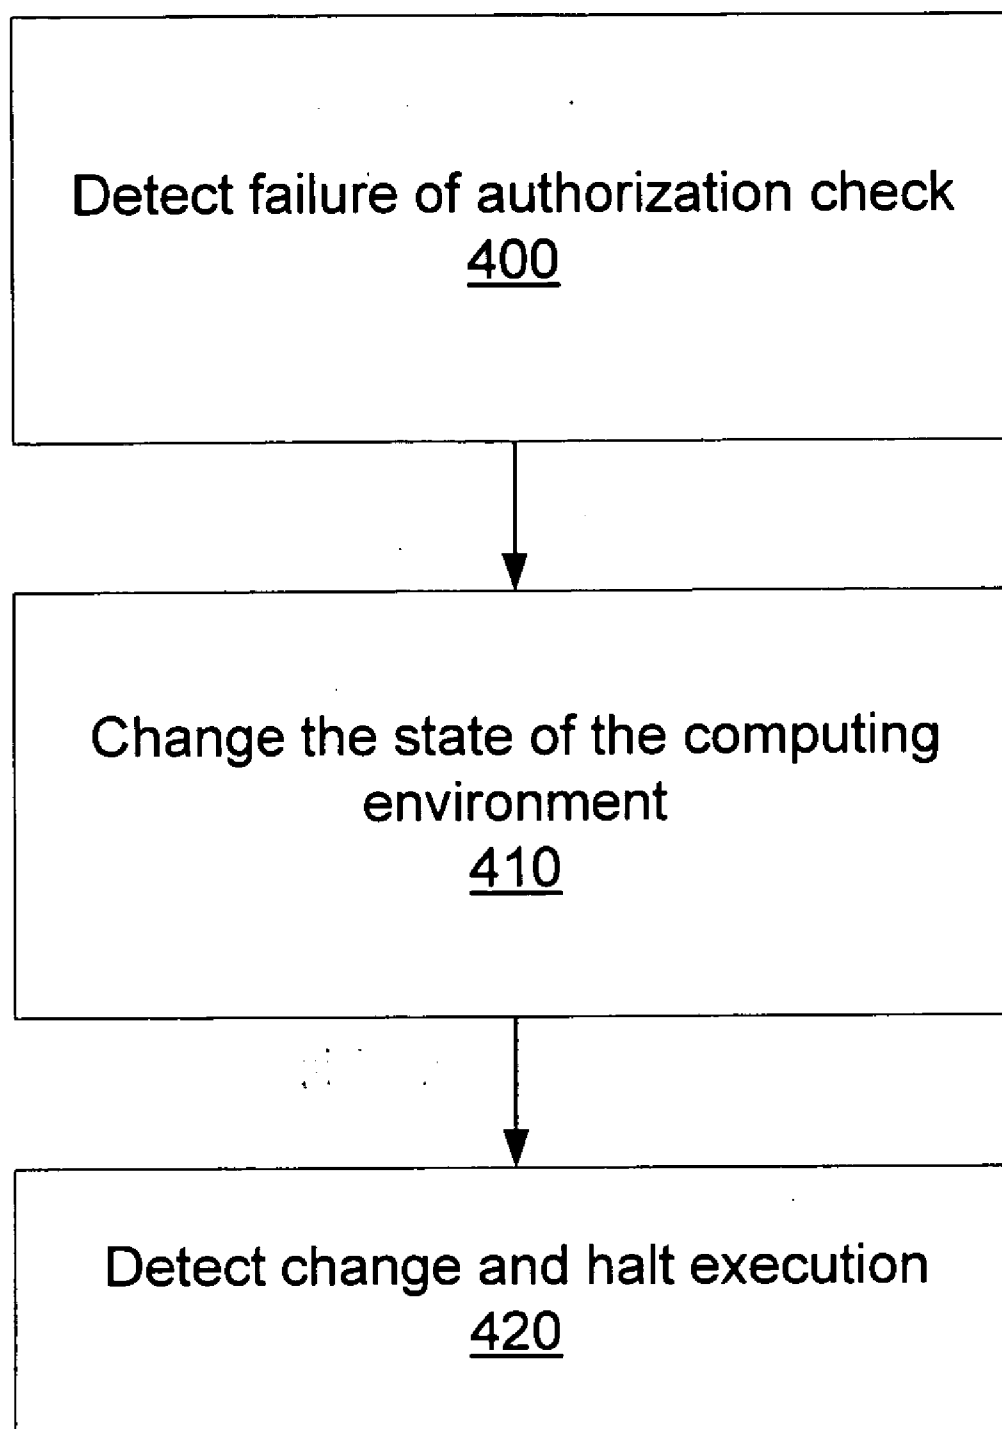 Detect failure of authorization check
400
Change the state of the computing
environment
410
Detect change and halt execution
420